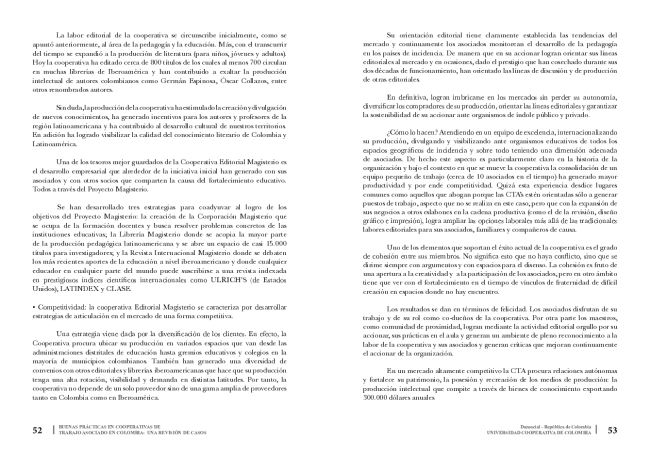 La labor editorial de la cooperativa se circunscribe inicialmente, como se
apuntó anteriormente, al área de la pedagogía y la educación. Más, con el transcurrir
del tiempo se expandió a la producción de literatura (para niños, jóvenes y adultos).
Hoy la cooperativa ha editado cerca de 800 títulos de los cuales al menos 700 circulan
en muchas librerías de Iberoamérica y han contribuido a exaltar la producción
intelectual de autores colombianos como Germán Espinosa, Óscar Collazos, entre
otros renombrados autores.
Sin duda, la producción de la cooperativa ha estimulado la creación y divulgación
de nuevos conocimientos, ha generado incentivos para los autores y profesores de la
región latinoamericana y ha contribuido al desarrollo cultural de nuestros territorios.
En adición ha logrado visibilizar la calidad del conocimiento literario de Colombia y
Latinoamérica.
Una de los tesoros mejor guardados de la Cooperativa Editorial Magisterio es
el desarrollo empresarial que alrededor de la iniciativa inicial han generado con sus
asociados y con otros socios que comparten la causa del fortalecimiento educativo.
Todos a través del Proyecto Magisterio.
Se han desarrollado tres estrategias para coadyuvar al logro de los
objetivos del Proyecto Magisterio: la creación de la Corporación Magisterio que
se ocupa de la formación docentes y busca resolver problemas concretos de las
instituciones educativas; la Librería Magisterio donde se acopia la mayor parte
de la producción pedagógica latinoamericana y se abre un espacio de casi 15.000
títulos para investigadores; y la Revista Internacional Magisterio donde se debaten
los más recientes aportes de la educación a nivel iberoamericano y donde cualquier
educador en cualquier parte del mundo puede suscribirse a una revista indexada
en prestigiosos índices científicos internacionales como ULRICH'S (de Estados
Unidos), LATINDEX y CLASE.
• Competitividad: la cooperativa Editorial Magisterio se caracteriza por desarrollar
estrategias de articulación en el mercado de una forma competitiva.
Una estrategia viene dada por la diversificación de los clientes. En efecto, la
Cooperativa procura ubicar su producción en variados espacios que van desde las
administraciones distritales de educación hasta gremios educativos y colegios en la
mayoría de municipios colombianos. También han generado una diversidad de
convenios con otros editoriales y librerías iberoamericanas que hace que su producción
tenga una alta rotación, visibilidad y demanda en distintas latitudes. Por tanto, la
cooperativa no depende de un solo proveedor sino de una gama amplia de proveedores
tanto en Colombia como en Iberoamérica.
52
BUENAS PRÁCTICAS EN COOPERATIVAS DE
TRABAJO ASOCIADO EN COLOMBIA: UNA REVISIÓN DE CASOS
Su orientación editorial tiene claramente establecida las tendencias del
mercado y continuamente los asociados monitorean el desarrollo de la pedagogía
en los países de incidencia. De manera que en su accionar logran orientar sus líneas
editoriales al mercado y en ocasiones, dado el prestigio que han cosechado durante sus
dos décadas de funcionamiento, han orientado las líneas de discusión y de producción
de otras editoriales.
En definitiva, logran imbricarse en los mercados sin perder su autonomía,
diversificar los compradores de su producción, orientar las líneas editoriales y garantizar
la sostenibilidad de su accionar ante organismos de índole público y privado.
¿Cómo lo hacen? Atendiendo en un equipo de excelencia, internacionalizando
su producción, divulgando y visibilizando ante organismos educativos de todos los
espacios geográficos de incidencia y sobre todo teniendo una dimensión adecuada
de asociados. De hecho este aspecto es particularmente claro en la historia de la
organización y bajo el contexto en que se mueve la cooperativa la consolidación de un
equipo pequeño de trabajo (cerca de 10 asociados en el tiempo) ha generado mayor
productividad y por ende competitividad. Quizá esta experiencia desdice lugares
comunes como aquellos que abogan porque las CTA's estén orientadas sólo a generar
puestos de trabajo, aspecto que no se realiza en este caso; pero que con la expansión de
sus negocios a otros eslabones en la cadena productiva (como el de la revisión, diseño
gráfico e impresión), logra ampliar las opciones laborales más allá de las tradicionales
labores editoriales para sus asociados, familiares y compañeros de causa.
Uno de los elementos que soportan el éxito actual de la cooperativa es el grado
de cohesión entre sus miembros. No significa esto que no haya conflicto, sino que se
dirime siempre con argumentos y con espacios para el disenso. La cohesión es fruto de
una apertura a la creatividad y a la participación de los asociados, pero en otro ámbito
tiene que ver con el fortalecimiento en el tiempo de vínculos de fraternidad de difícil
creación en espacios donde no hay encuentro.
Los resultados se dan en términos de felicidad. Los asociados disfrutan de su
trabajo y de su rol como co-dueños de la cooperativa. Por otra parte los maestros,
como comunidad de proximidad, logran mediante la actividad editorial orgullo por su
accionar, sus prácticas en el aula y generan un ambiente de pleno reconocimiento a la
labor de la cooperativa y sus asociados y generen críticas que mejoran continuamente
el accionar de la organización.
En un mercado altamente competitivo la CTA procura relaciones autónomas
y fortalece su patrimonio, la posesión y recreación de los medios de producción: la
producción intelectual que compite a través de bienes de conocimiento exportando
300.000 dólares anuales
Dansocial - República de Colombia
UNIVERSIDAD COOPERATIVA DE COLOMBIA
53